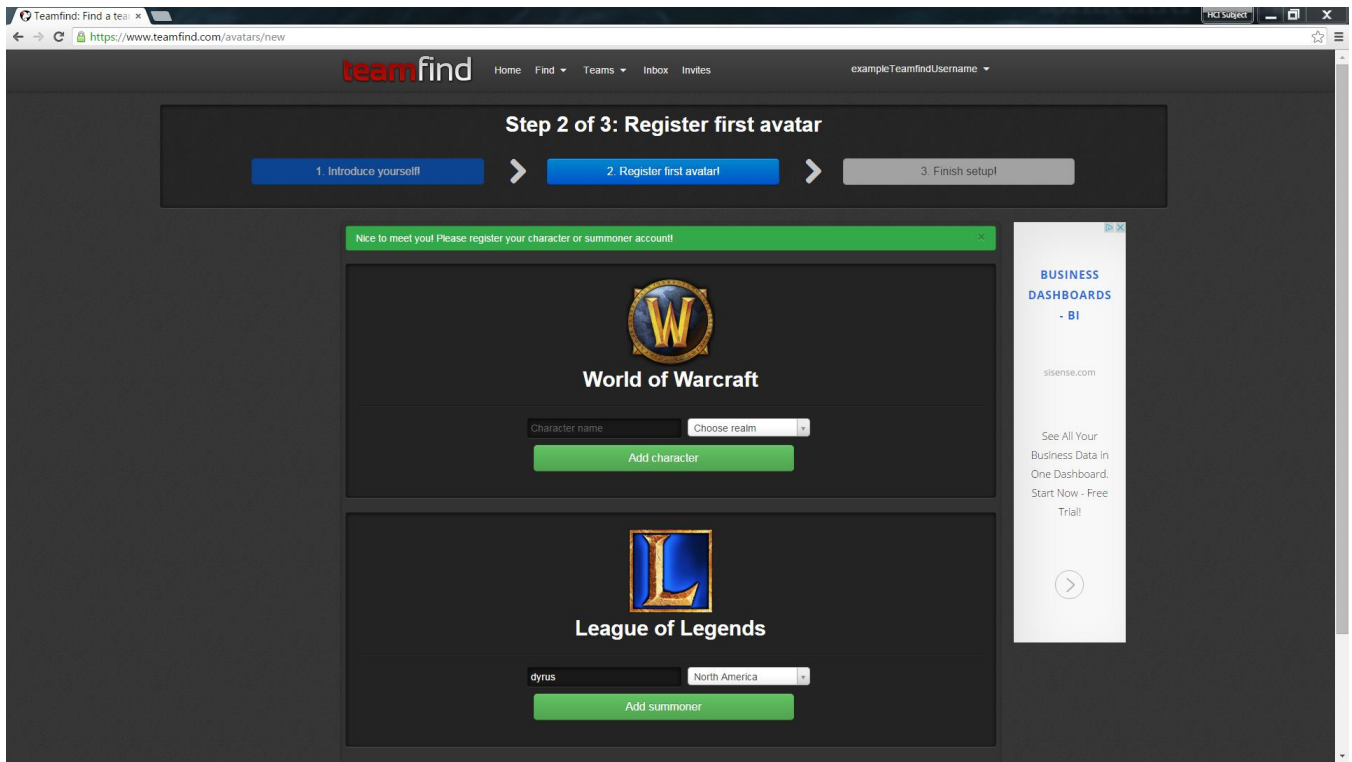 Teamfind: Find a tea
HCI Subject
https://www.teamfind.com/avatars/new
teamfind Home Find Teams Inbox Invites exampleTeamfindUsername
Step 2 of 3: Register first avatar
1. Introduce yourself! 2. Register first avatar! 3. Finish setup!
Nice to meet you! Please register your character or summoner account!
W
World of Warcraft
Character name Choose realm
Add character
L
League of Legends
dyrus North America
Add summoner
BUSINESS
DASHBOARDS
- BI
sisense.com
See All Your
Business Data in
One Dashboard.
Start Now - Free
Trial!